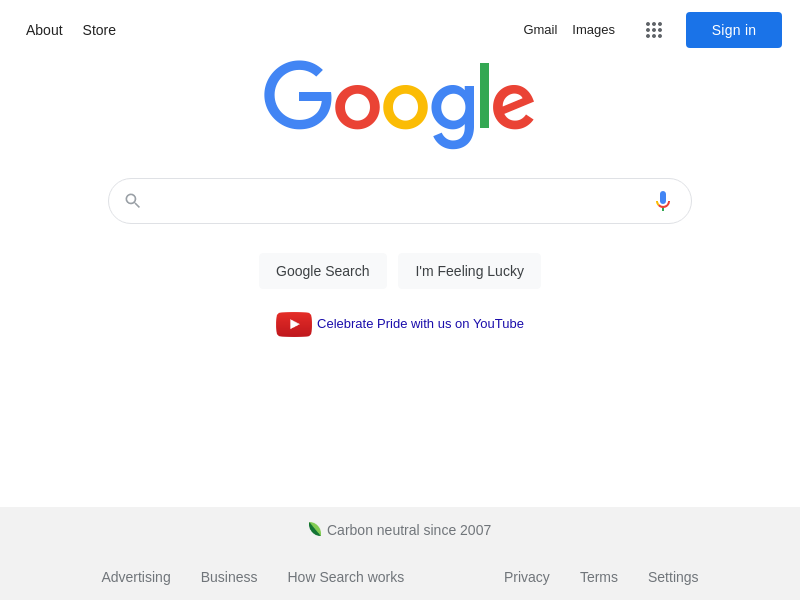 About Store Gmail Images Sign in
Google
Google Search I'm Feeling Lucky
Celebrate Pride with us on YouTube
Carbon neutral since 2007
Advertising Business How Search works Privacy Terms Settings